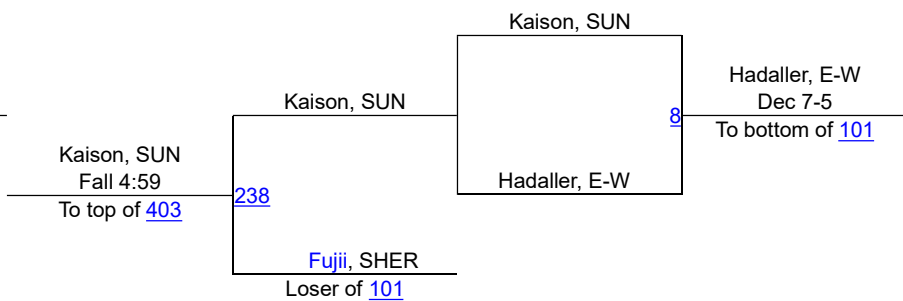 Kaison, SUN
Hadaller, E-W
Dec 7-5
8
To bottom of 101
Kaison, SUN
Kaison, SUN
Fall 4:59
Hadaller, E-W
238
To top of 403
Fujii, SHER
Loser of 101